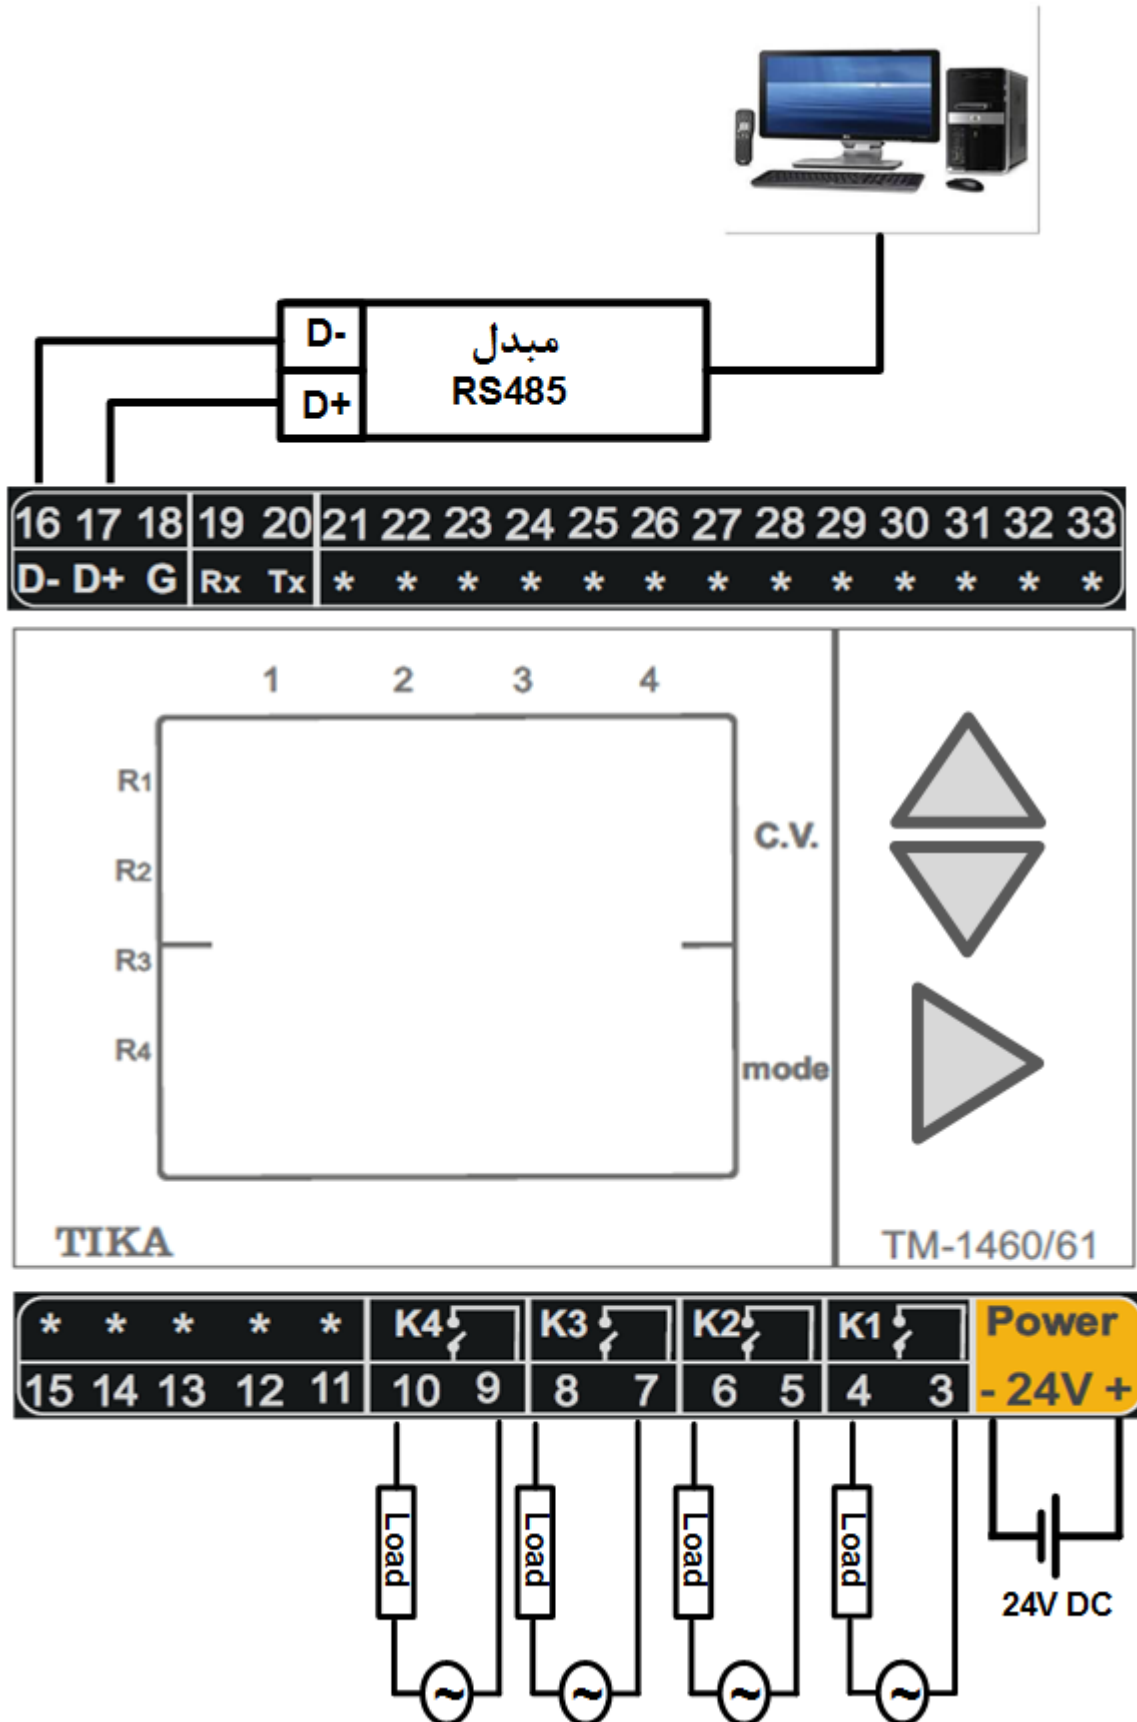 D-
مبدل
RS485
D+
16 17 18 19 20 21 22 23 24 25 26 27 28 29 30 31 32 33
D- D+ G Rx Tx * * * * * * * * * * * * *
1 2 3 4
R1
C.V.
R2
R3
R4
mode
TIKA
TM-1460/61
* * * * * K4 K3 K2 K1 Power
15 14 13 12 11 10 9 8 7 6 5 4 3 - 24V +
Load Load Load Load
24V DC
~ ~ ~ ~